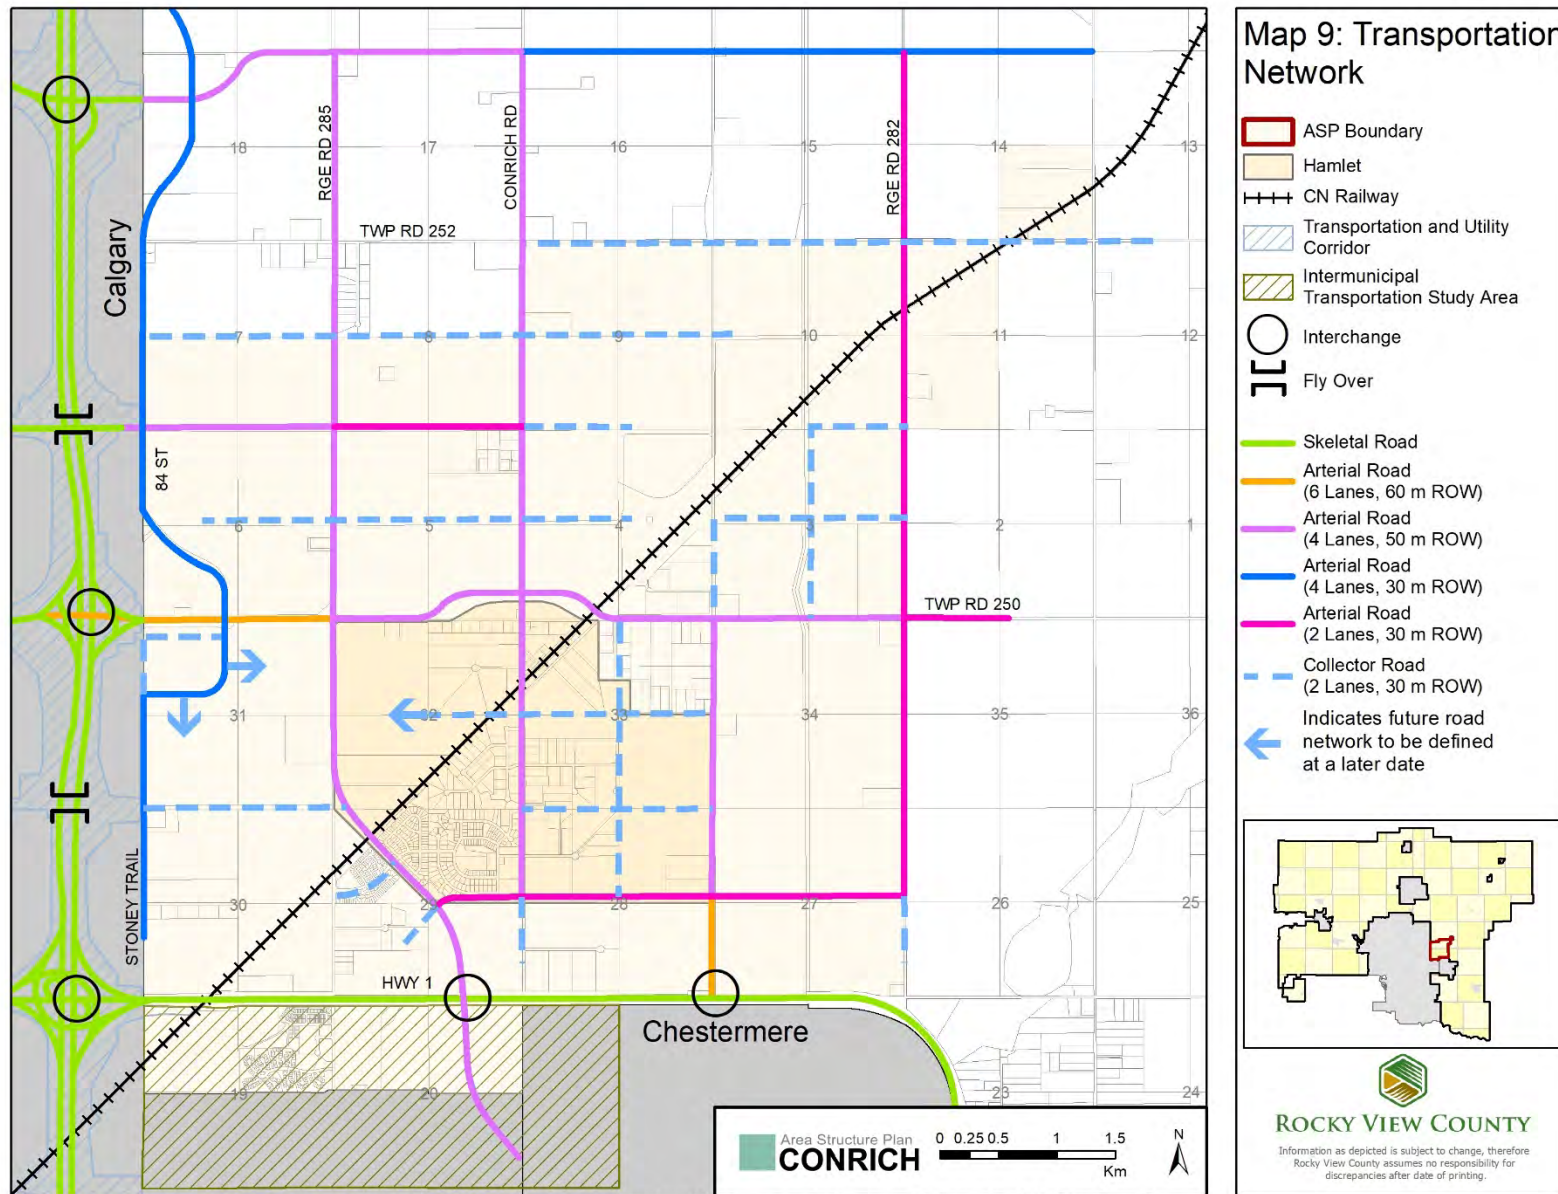 Map 9: Transportation
Network
ASP Boundary
Hamlet
CN Railway
Transportation and Utility
Corridor
Intermunicipal
Transportation Study Area
Interchange
Fly Over
Skeletal Road
Arterial Road
(6 Lanes, 60 m ROW)
Arterial Road
(4 Lanes, 50 m ROW)
Arterial Road
(4 Lanes, 30 m ROW)
Arterial Road
(2 Lanes, 30 m ROW)
Collector Road
(2 Lanes, 30 m ROW)
Indicates future road
network to be defined
at a later date
ROCKY VIEW COUNTY
Information as depicted is subject to change, therefore
Rocky View County assumes no responsibility for
discrepancies after date of printing.
Calgary
RGE RD 285
CONRICH RD
RGE RD 282
18
17
16
15
14
13
TWP RD 252
7
8
9
10
11
12
84 ST
6
5
4
3
2
1
TWP RD 250
31
32
33
34
35
36
STONEY TRAIL
30
29
28
27
26
25
HWY 1
Chestermere
19
20
23
24
Area Structure Plan
CONRICH
0 0.25 0.5 1 1.5
Km
N